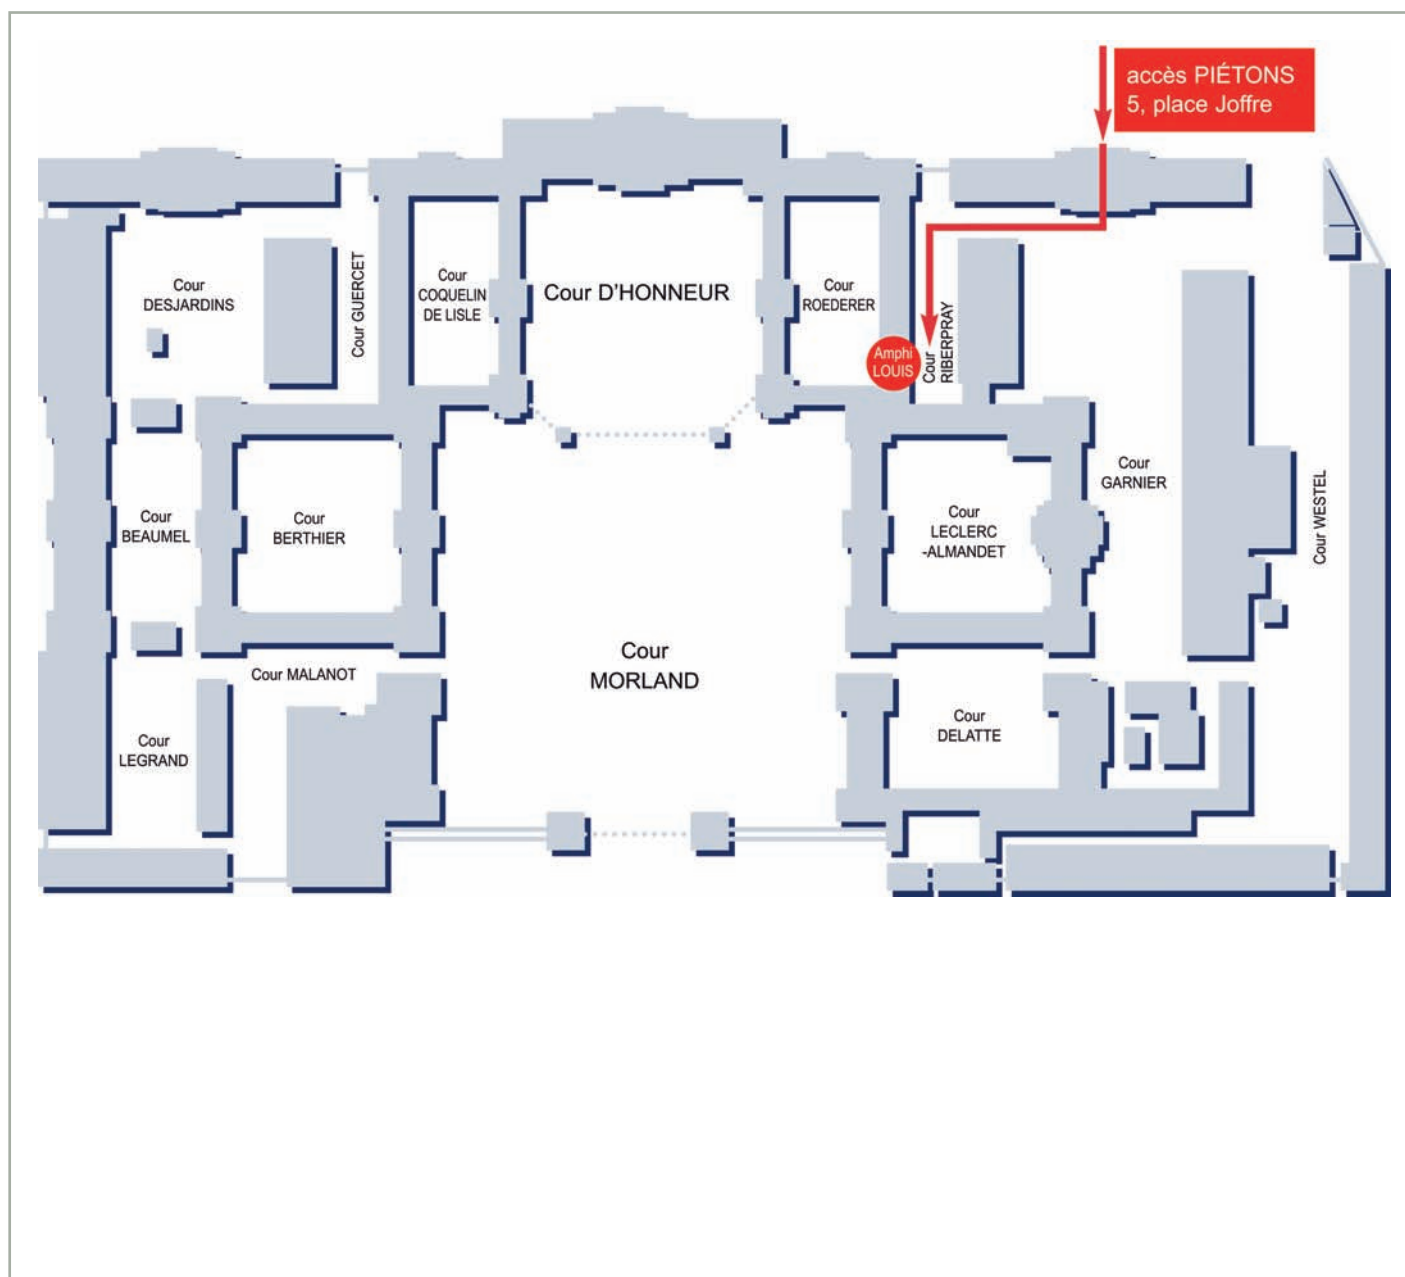 accès PIÉTONS
5, place Joffre
Cour
DESJARDINS
Cour GUERCET
Cour
COQUELIN
DE LISLE
Cour D'HONNEUR
Cour
ROEDERER
Amphi
LOUIS
Cour
RIBERPRAY
Cour
BEAUMEL
Cour
BERTHIER
Cour
LECLERC
-ALMANDET
Cour
GARNIER
Cour WESTEL
Cour MALANOT
Cour
MORLAND
Cour
LEGRAND
Cour
DELATTE